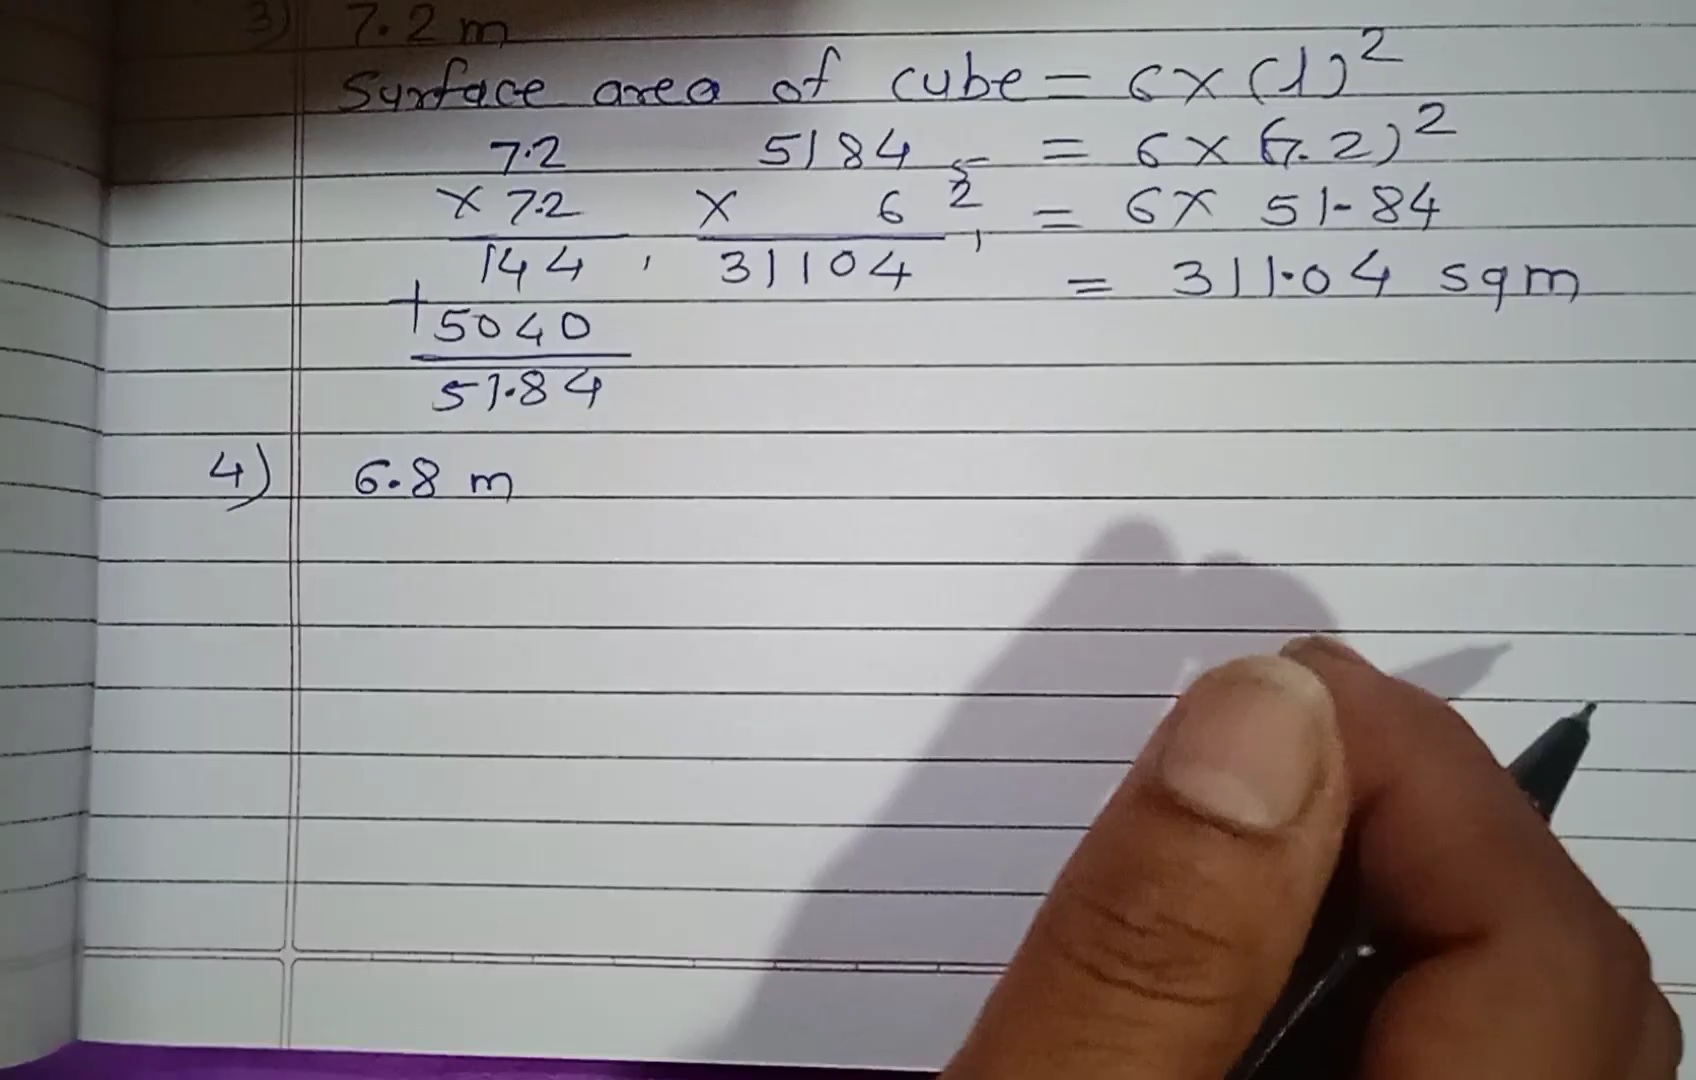 3) 7.2 m
Surface area of cube = 6 × (l)²
7.2 5184 = 6 × (7.2)²
× 7.2 × 6 = 6 × 51.84
144 , 31104 = 311.04 sqm
+ 5040
51.84
4) 6.8 m